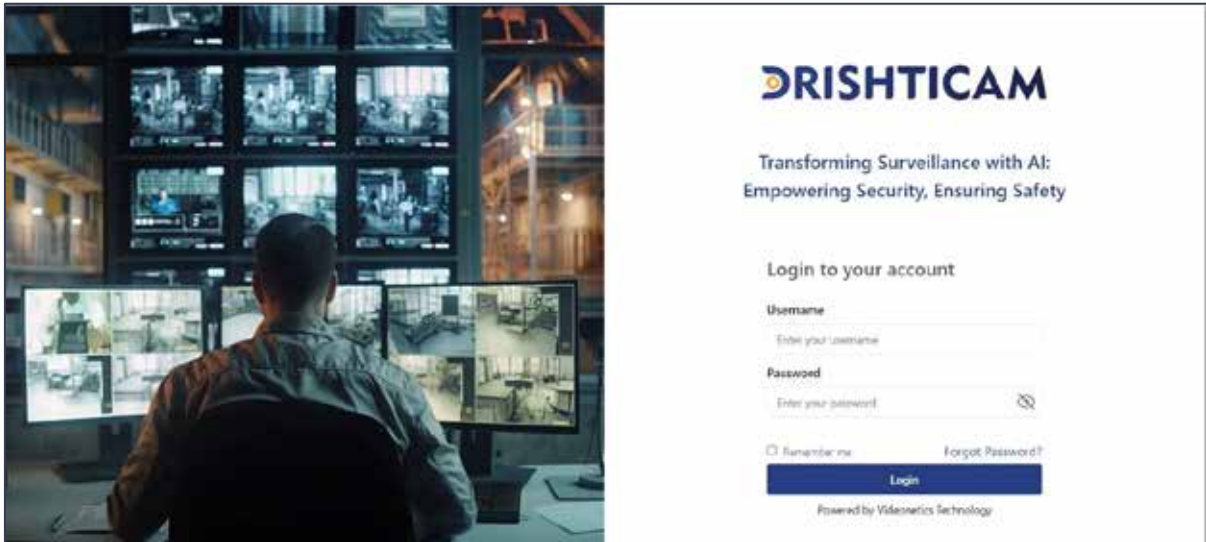 DRISHTICAM
Transforming Surveillance with AI:
Empowering Security, Ensuring Safety
Login to your account
Username
Enter your username
Password
Enter your password
Remember me
Forgot Password?
Login
Powered by Videonetics Technology